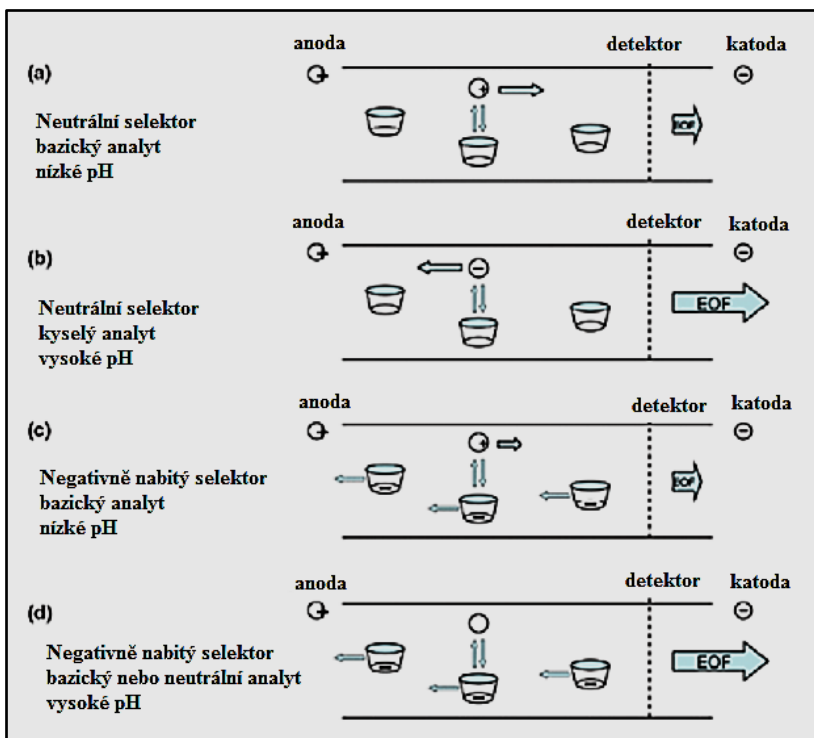 anoda detektor katoda
(a)
Neutrální selektor
bazický analyt
nízké pH
EOF
anoda detektor katoda
(b)
Neutrální selektor
kyselý analyt
vysoké pH
EOF
anoda detektor katoda
(c)
Negativně nabitý selektor
bazický analyt
nízké pH
EOF
anoda detektor katoda
(d)
Negativně nabitý selektor
bazický nebo neutrální analyt
vysoké pH
EOF